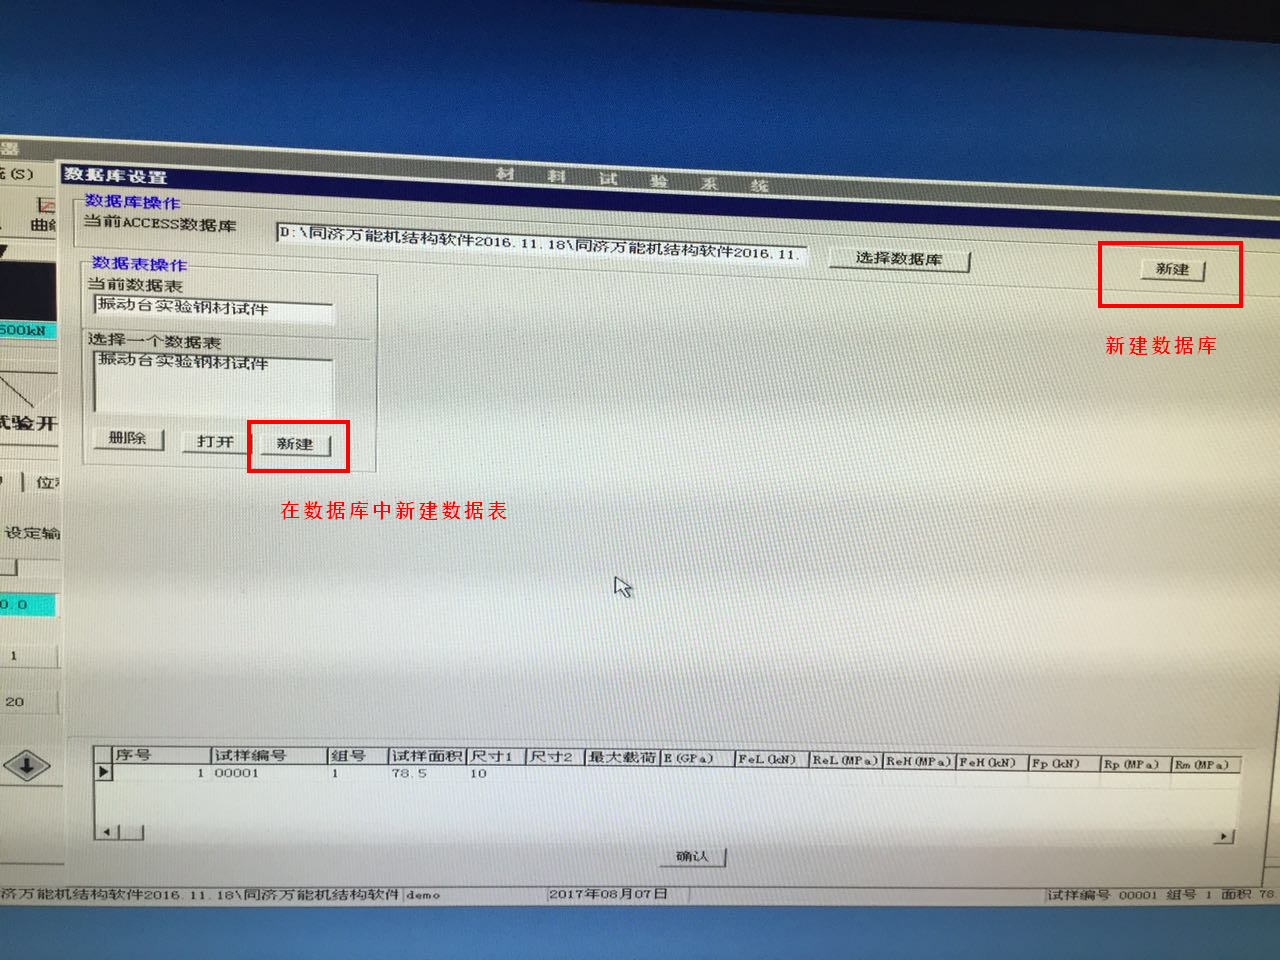 器
(S)
数据库设置
材料试验系统
曲
数据库操作
当前ACCESS数据库
D:\同济万能机结构软件2016.11.18\同济万能机结构软件2016.11.
选择数据库
新建
新建数据库
数据表操作
当前数据表
振动台实验钢材试件
选择一个数据表
振动台实验钢材试件
删除
打开
新建
在数据库中新建数据表
600kN
试验开
位
设定输
0.0
1
20
序号 试样编号 组号 试样面积 尺寸1 尺寸2 最大载荷 E(GPa) FeL(kN) ReL(MPa) ReH(MPa) FeH(kN) Fp(kN) Rp(MPa) Rm(MPa)
1 00001 1 78.5 10
确认
济万能机结构软件2016.11.18\同济万能机结构软件 demo 2017年08月07日 试样编号 00001 组号 1 面积 78